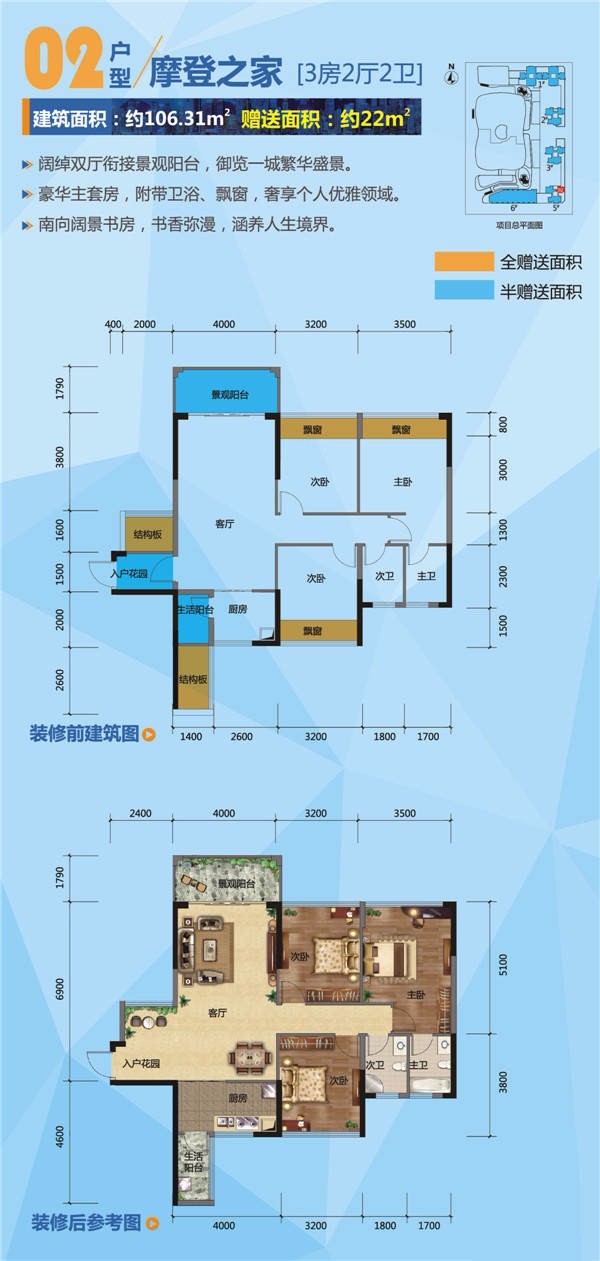 02户型/摩登之家 [3房2厅2卫]
建筑面积：约106.31m² 赠送面积：约22m²
阔绰双厅衔接景观阳台，御览一城繁华盛景。
豪华主套房，附带卫浴、飘窗，奢享个人优雅领域。
南向阔景书房，书香弥漫，涵养人生境界。
N
1#
2#
3#
6# 5#
项目总平面图
全赠送面积
半赠送面积
400 2000 4000 3200 3500
1790
3800
1600
1500
2000
2600
800
3000
1300
2300
1500
景观阳台
飘窗 飘窗
次卧 主卧
客厅
结构板
入户花园
次卧 次卫 主卫
生活阳台 厨房
飘窗
结构板
1400 2600 3200 1800 1700
装修前建筑图
2400 4000 3200 3500
1790
6900
4600
5100
3800
景观阳台
次卧
主卧
客厅
入户花园
次卫 主卫
次卧
厨房
生活
阳台
4000 3200 1800 1700
装修后参考图